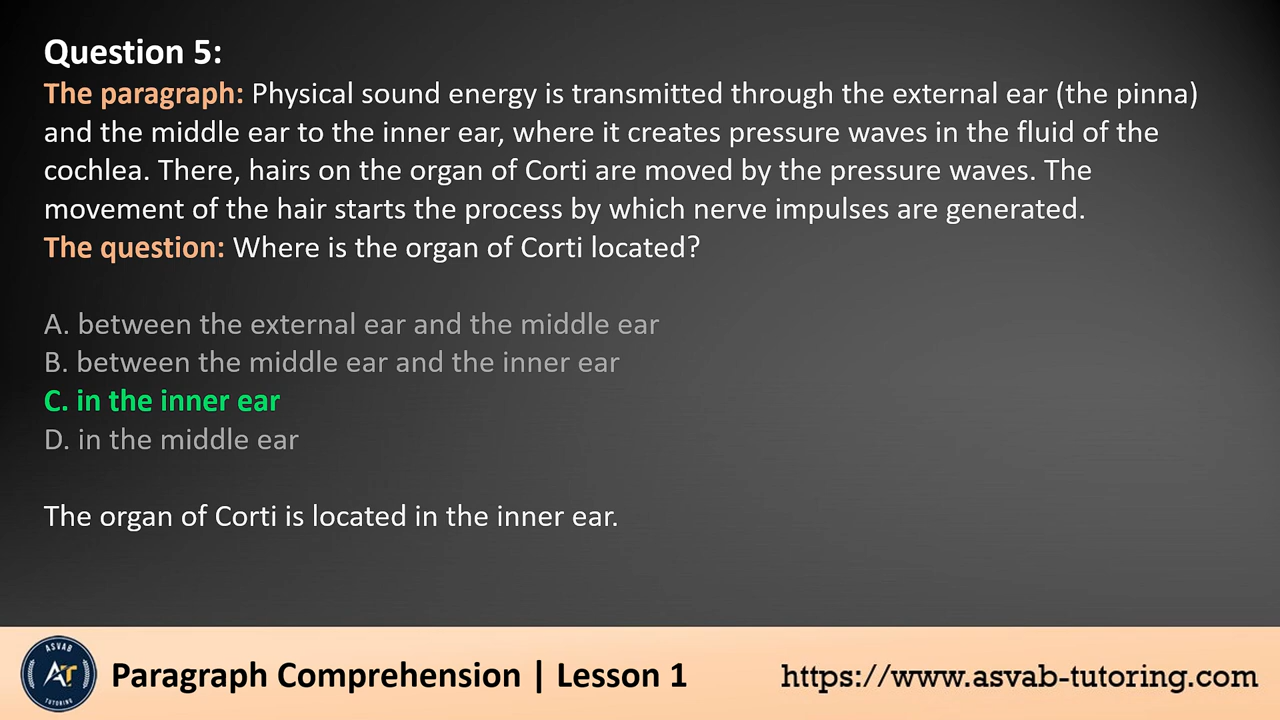 Question 5:
The paragraph: Physical sound energy is transmitted through the external ear (the pinna)
and the middle ear to the inner ear, where it creates pressure waves in the fluid of the
cochlea. There, hairs on the organ of Corti are moved by the pressure waves. The
movement of the hair starts the process by which nerve impulses are generated.
The question: Where is the organ of Corti located?
A. between the external ear and the middle ear
B. between the middle ear and the inner ear
C. in the inner ear
D. in the middle ear
The organ of Corti is located in the inner ear.
ASVAB
AT
TUTORING
Paragraph Comprehension | Lesson 1
https://www.asvab-tutoring.com